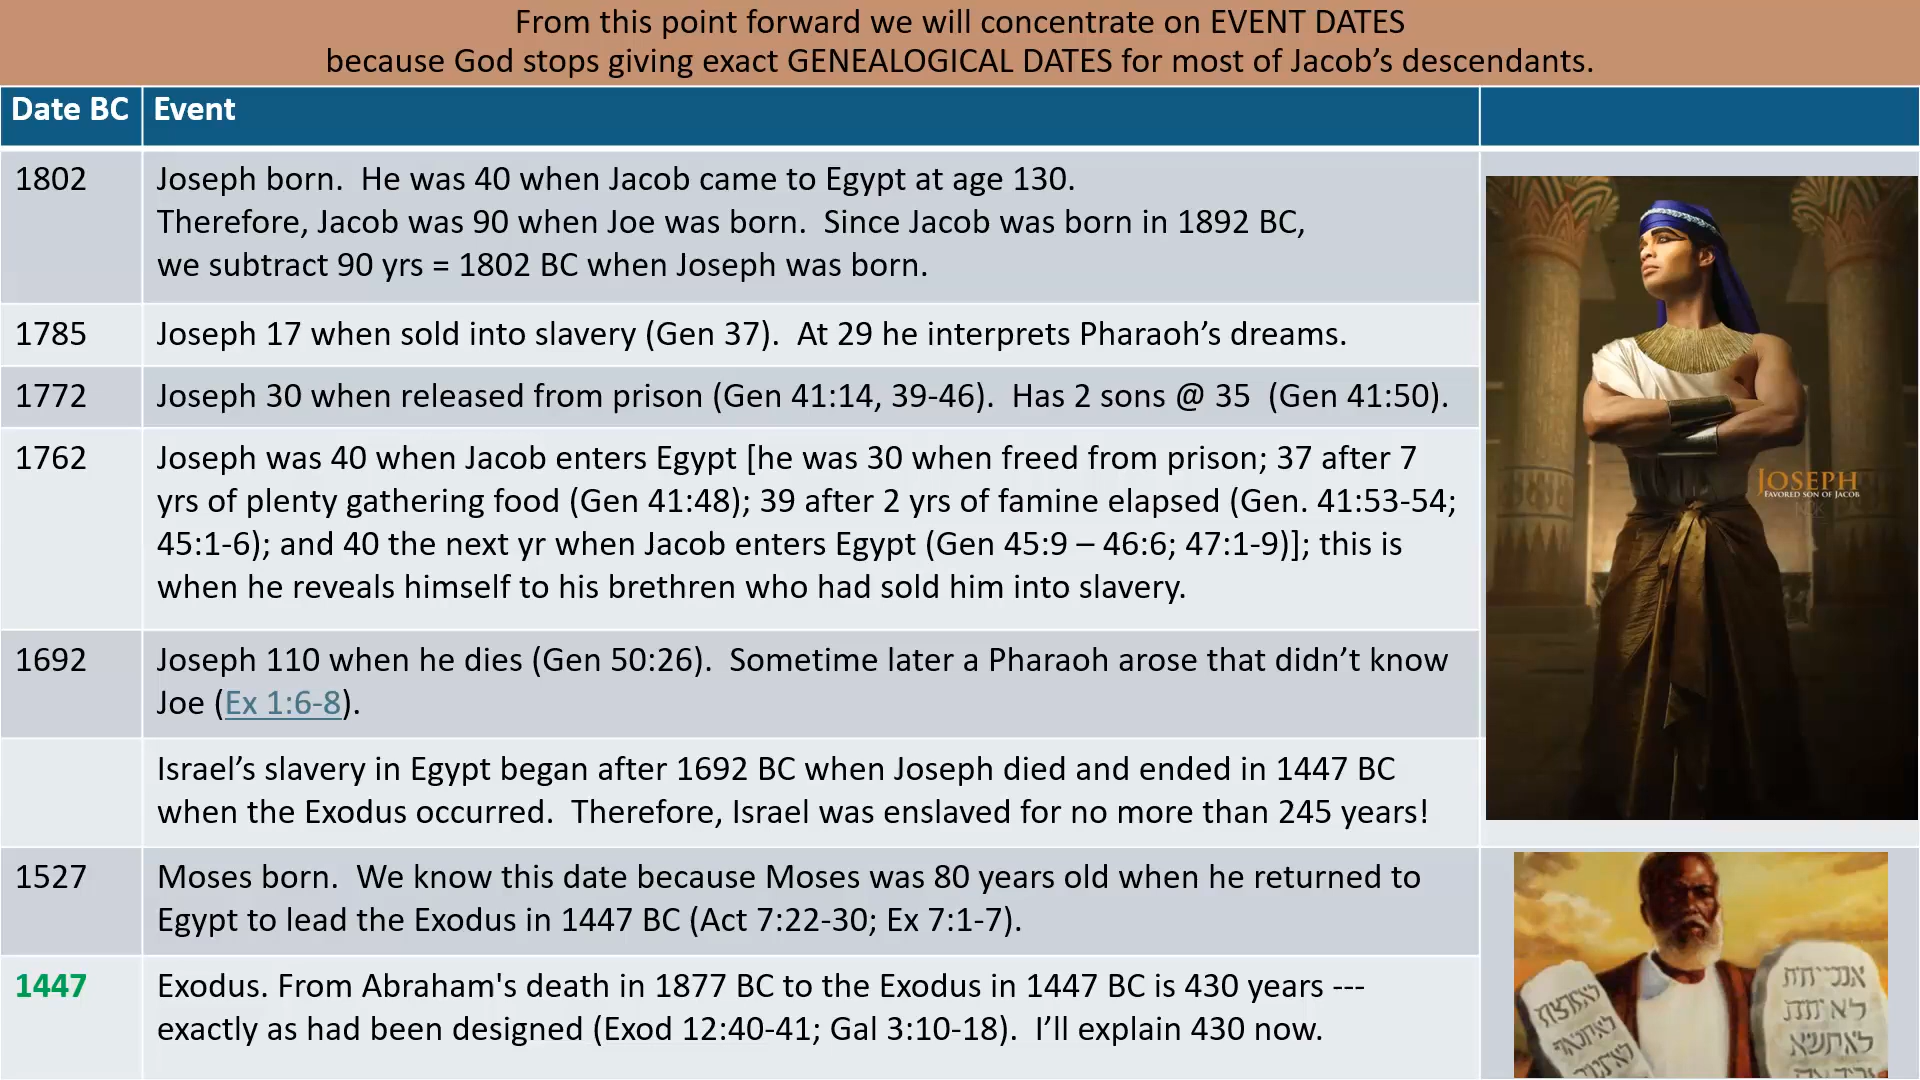 From this point forward we will concentrate on EVENT DATES
because God stops giving exact GENEALOGICAL DATES for most of Jacob’s descendants.
Date BC Event
1802 Joseph born.  He was 40 when Jacob came to Egypt at age 130.
Therefore, Jacob was 90 when Joe was born.  Since Jacob was born in 1892 BC,
we subtract 90 yrs = 1802 BC when Joseph was born.
1785 Joseph 17 when sold into slavery (Gen 37).  At 29 he interprets Pharaoh’s dreams.
1772 Joseph 30 when released from prison (Gen 41:14, 39-46).  Has 2 sons @ 35  (Gen 41:50).
1762 Joseph was 40 when Jacob enters Egypt [he was 30 when freed from prison; 37 after 7
yrs of plenty gathering food (Gen 41:48); 39 after 2 yrs of famine elapsed (Gen. 41:53-54;
45:1-6); and 40 the next yr when Jacob enters Egypt (Gen 45:9 – 46:6; 47:1-9)]; this is
when he reveals himself to his brethren who had sold him into slavery.
1692 Joseph 110 when he dies (Gen 50:26).  Sometime later a Pharaoh arose that didn’t know
Joe (Ex 1:6-8).
Israel’s slavery in Egypt began after 1692 BC when Joseph died and ended in 1447 BC
when the Exodus occurred.  Therefore, Israel was enslaved for no more than 245 years!
1527 Moses born.  We know this date because Moses was 80 years old when he returned to
Egypt to lead the Exodus in 1447 BC (Act 7:22-30; Ex 7:1-7).
1447 Exodus. From Abraham's death in 1877 BC to the Exodus in 1447 BC is 430 years ---
exactly as had been designed (Exod 12:40-41; Gal 3:10-18).  I’ll explain 430 now.
JOSEPH
FAVORED SON OF JACOB